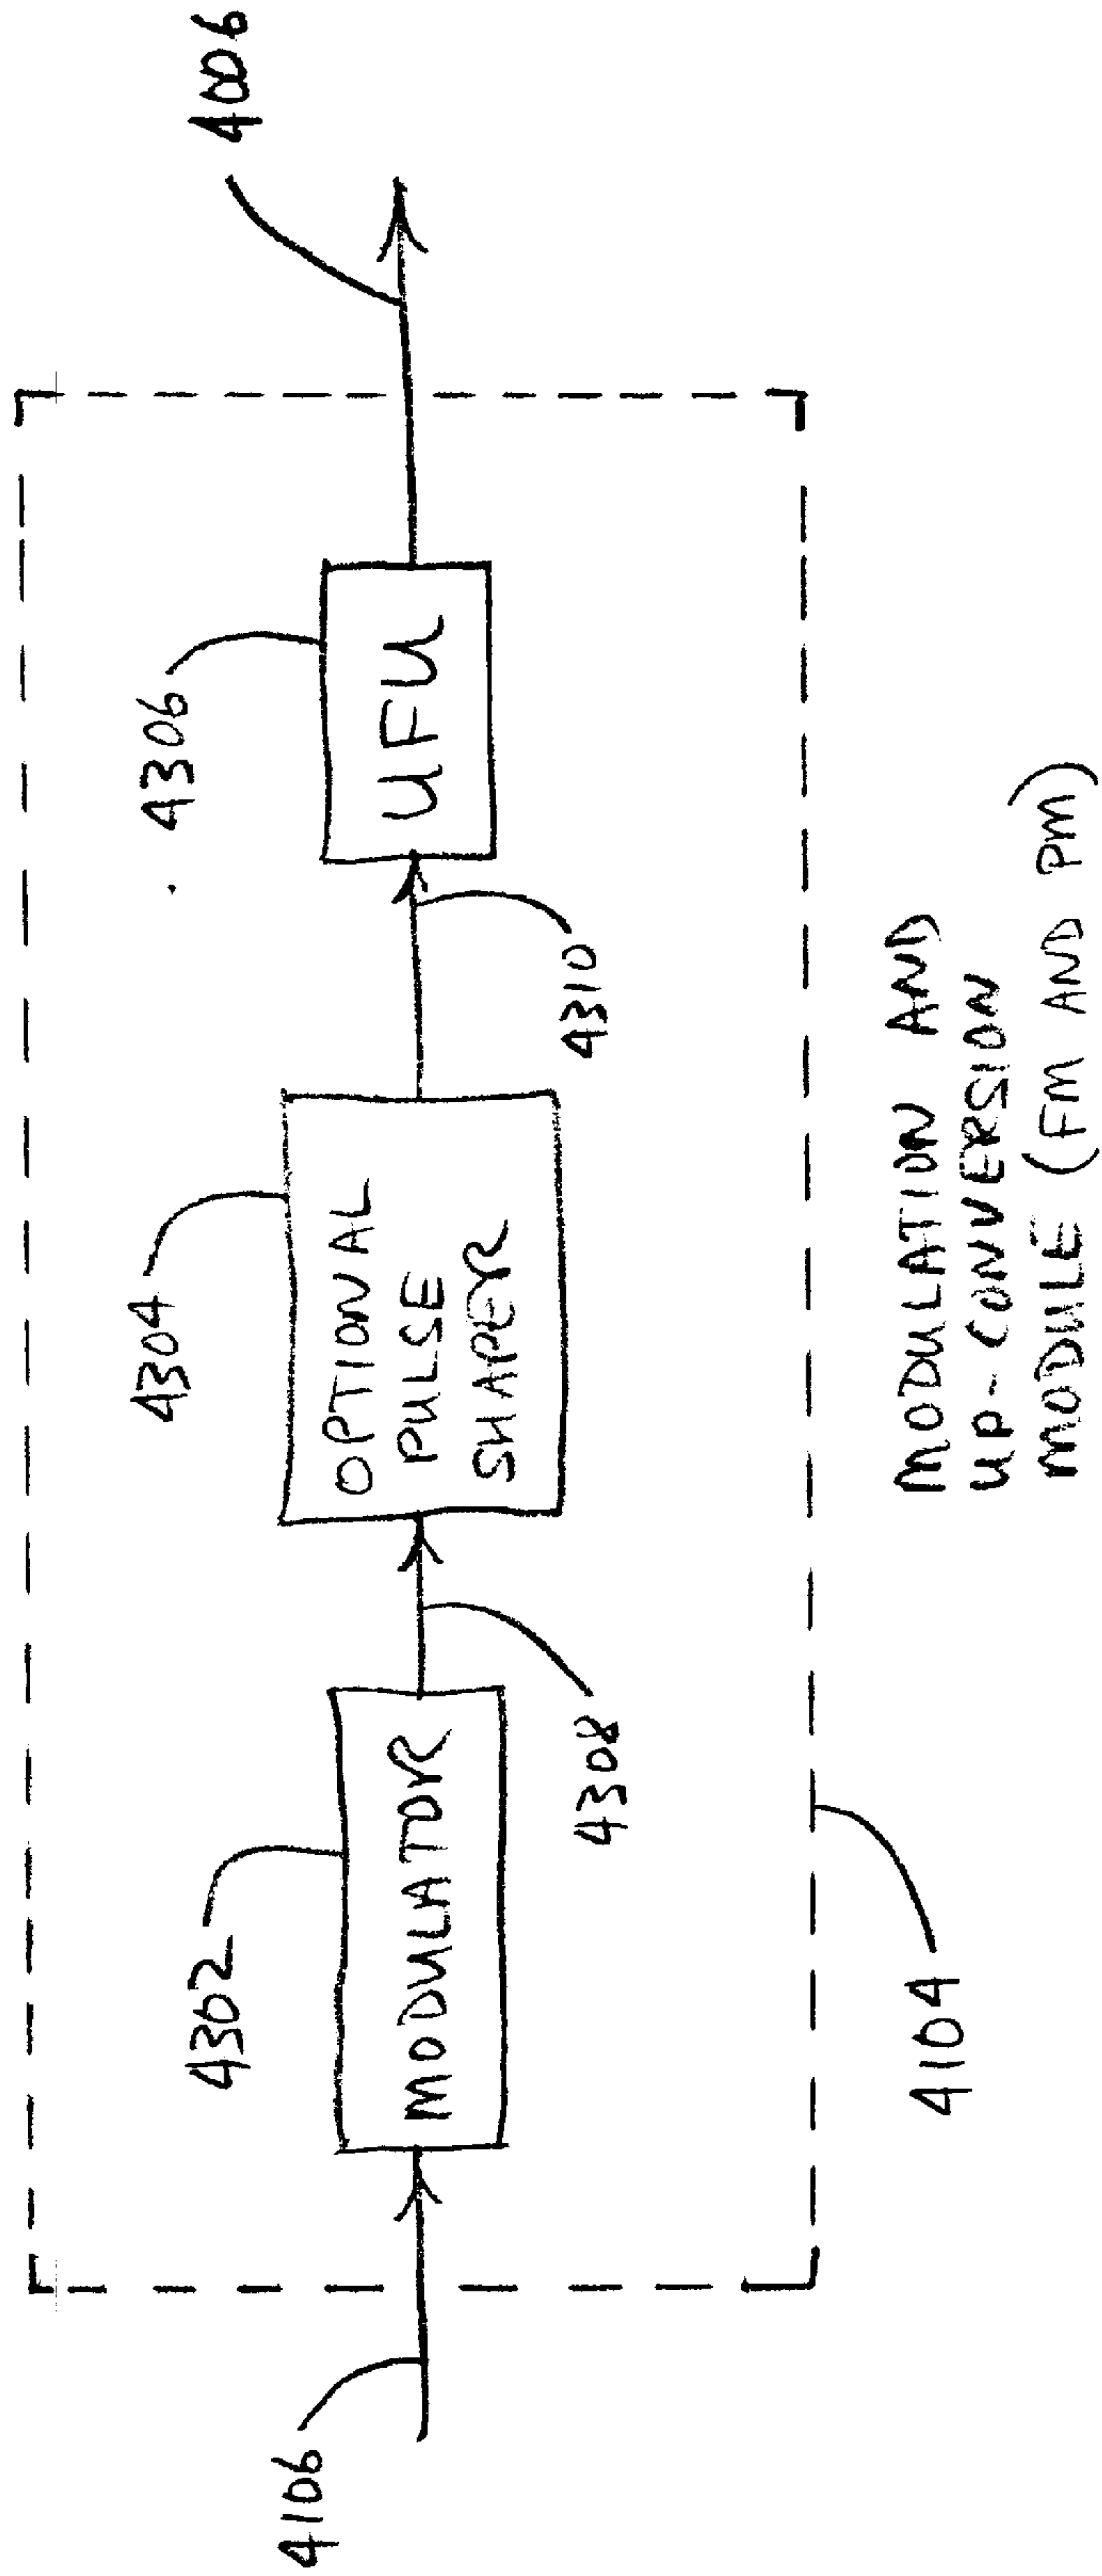 4106
4302
MODULATOR
4308
4304
OPTIONAL
PULSE
SHAPER
4310
4306
UFU
4006
4104
MODULATION AND
UP-CONVERSION
MODULE (FM AND PM)